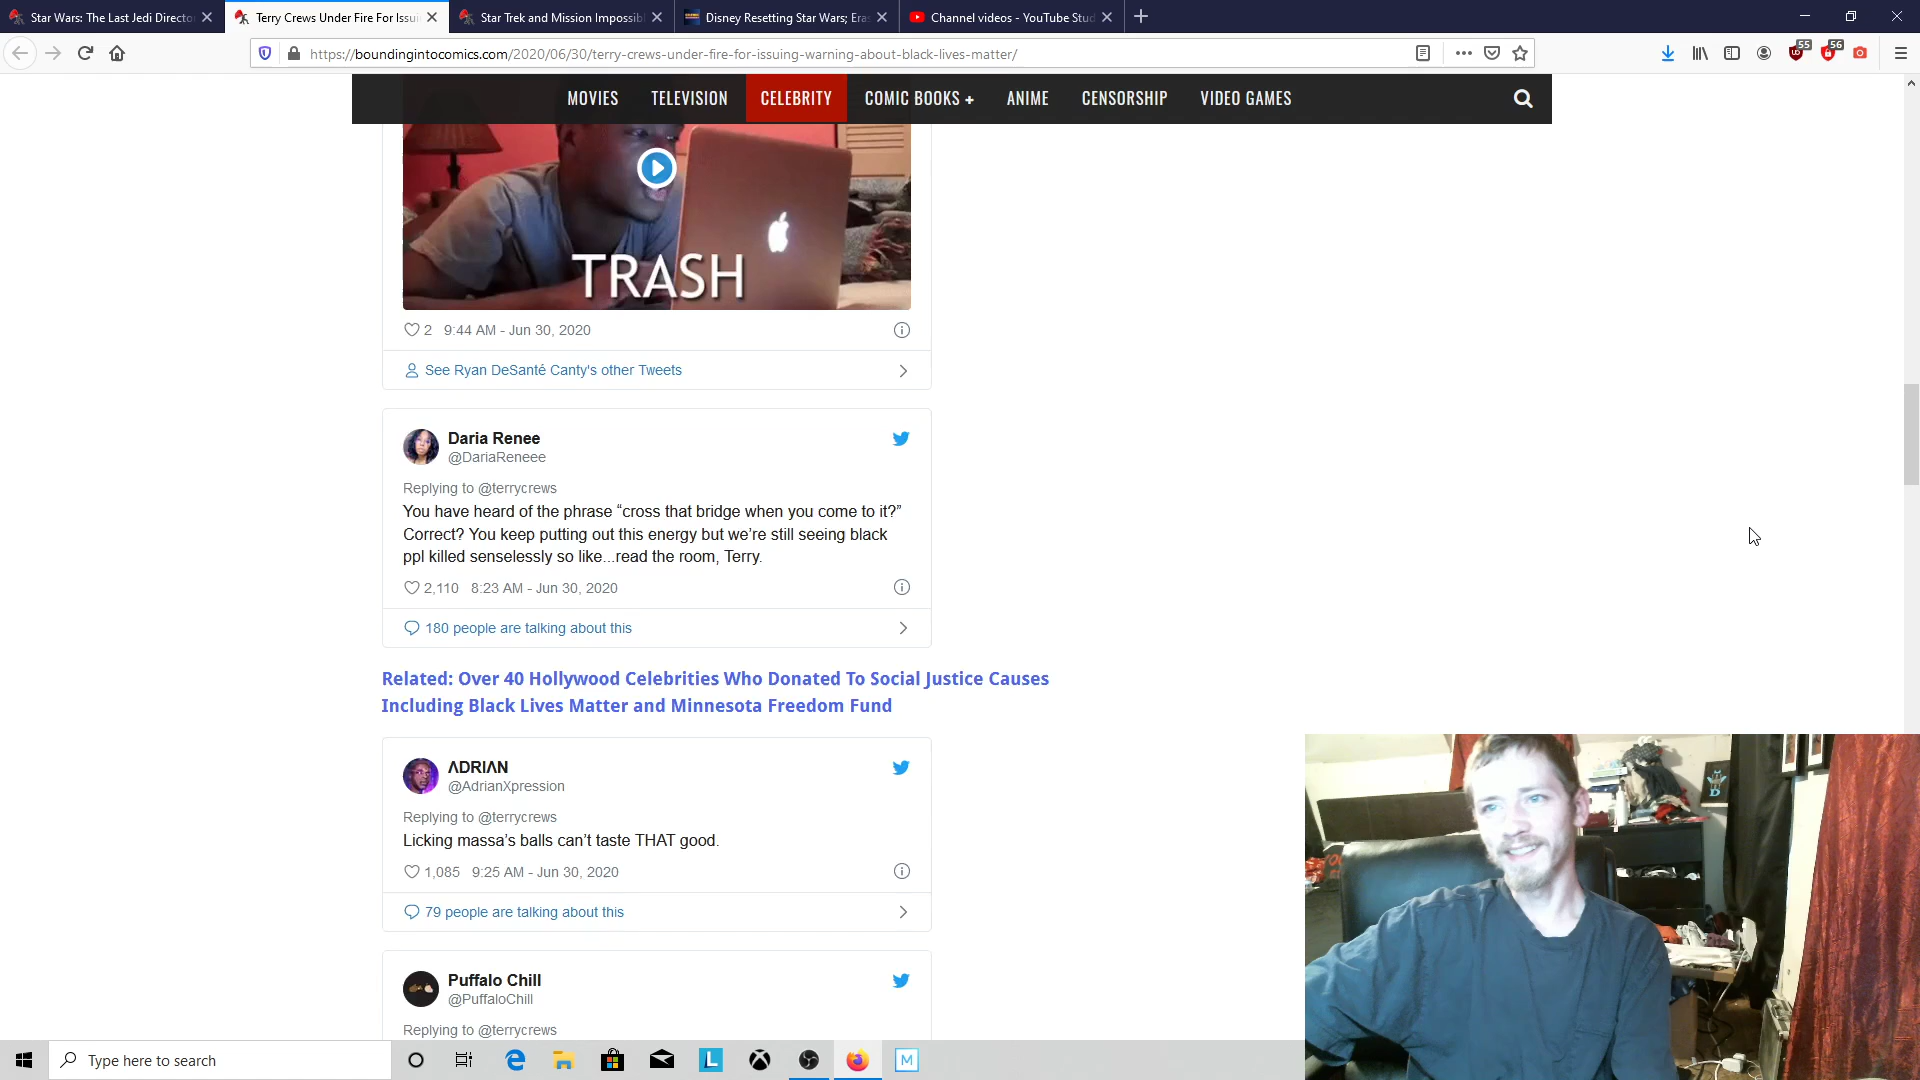 Star Wars: The Last Jedi Directo
Terry Crews Under Fire For Issu
Star Trek and Mission Impossib
Disney Resetting Star Wars; Era
Channel videos - YouTube Stud
https://boundingintocomics.com/2020/06/30/terry-crews-under-fire-for-issuing-warning-about-black-lives-matter/
55
56
MOVIES
TELEVISION
CELEBRITY
COMIC BOOKS +
ANIME
CENSORSHIP
VIDEO GAMES
TRASH
2 9:44 AM - Jun 30, 2020
See Ryan DeSanté Canty's other Tweets
Daria Renee
@DariaReneee
Replying to @terrycrews
You have heard of the phrase “cross that bridge when you come to it?”
Correct? You keep putting out this energy but we’re still seeing black
ppl killed senselessly so like...read the room, Terry.
2,110 8:23 AM - Jun 30, 2020
180 people are talking about this
Related: Over 40 Hollywood Celebrities Who Donated To Social Justice Causes
Including Black Lives Matter and Minnesota Freedom Fund
ΛDRIΛN
@AdrianXpression
Replying to @terrycrews
Licking massa’s balls can’t taste THAT good.
1,085 9:25 AM - Jun 30, 2020
79 people are talking about this
Puffalo Chill
@PuffaloChill
Replying to @terrycrews
Type here to search
L
M
D